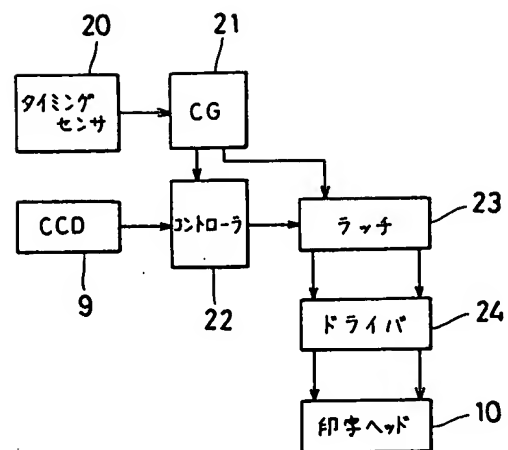 20
21
タイミング
センサ
CG
CCD
コントローラ
ラッチ
23
9
22
ドライバ
24
印字ヘッド
10